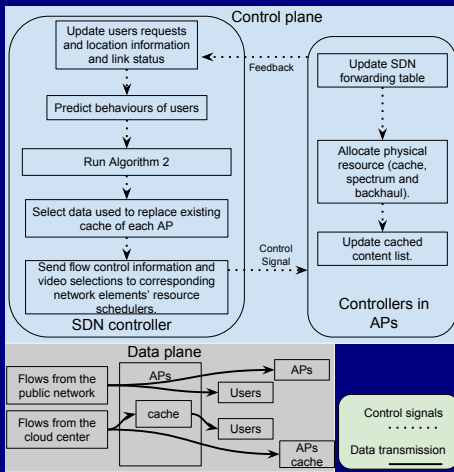 Control plane
Update users requests
and location information
and link status
Predict behaviours of users
Run Algorithm 2
Select data used to replace existing
cache of each AP
Send flow control information and
video selections to corresponding
network elements' resource
schedulers.
SDN controller
Feedback
Control
Signal
Update SDN
forwarding table
Allocate physical
resource (cache,
spectrum and
backhaul).
Update cached
content list.
Controllers in
APs
Data plane
Flows from the
public network
Flows from the
cloud center
APs
cache
APs
Users
Users
APs
cache
Control signals
Data transmission